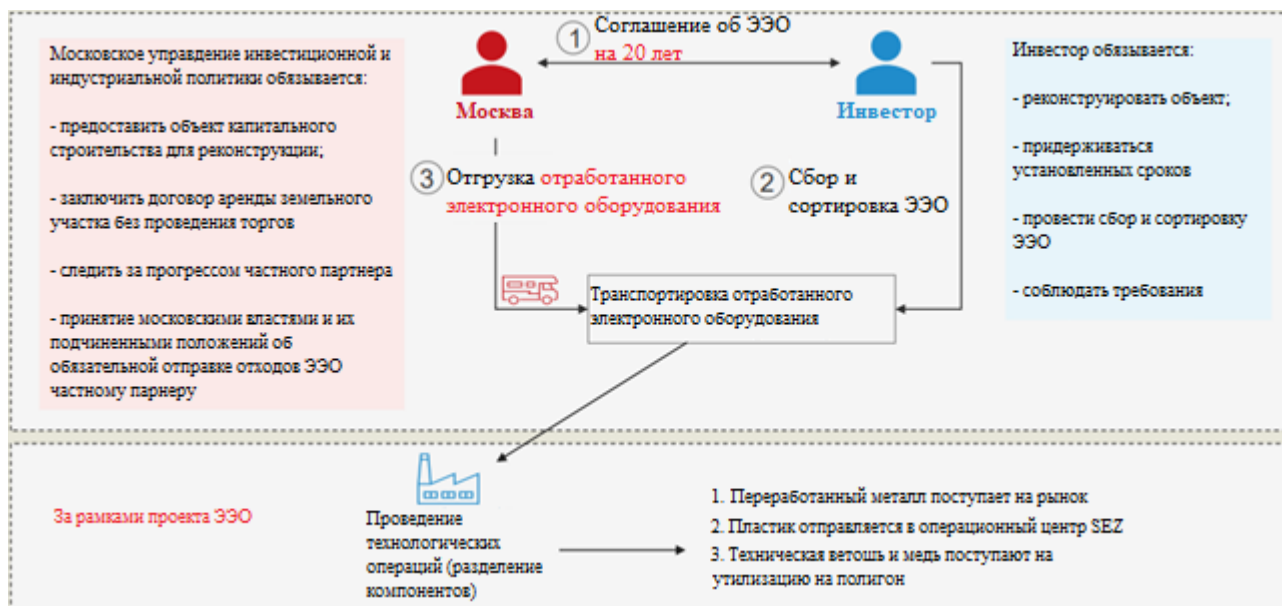 Московское управление инвестиционной и
индустриальной политики обязывается:
- предоставить объект капитального
строительства для реконструкции;
- заключить договор аренды земельного
участка без проведения торгов
- следить за прогрессом частного партнера
- принятие московскими властями и их
подчиненными положений об
обязательной отправке отходов ЭЭО
частному парнеру
1
Соглашение об ЭЭО
на 20 лет
Москва
Инвестор
3
Отгрузка отработанного
электронного оборудования
2
Сбор и
сортировка ЭЭО
Транспортировка отработанного
электронного оборудования
Инвестор обязывается:
- реконструировать объект;
- придерживаться
установленных сроков
- провести сбор и сортировку
ЭЭО
- соблюдать требования
За рамками проекта ЭЭО
Проведение
технологических
операций (разделение
компонентов)
1. Переработанный металл поступает на рынок
2. Пластик отправляется в операционный центр SEZ
3. Техническая ветошь и медь поступают на
утилизацию на полигон